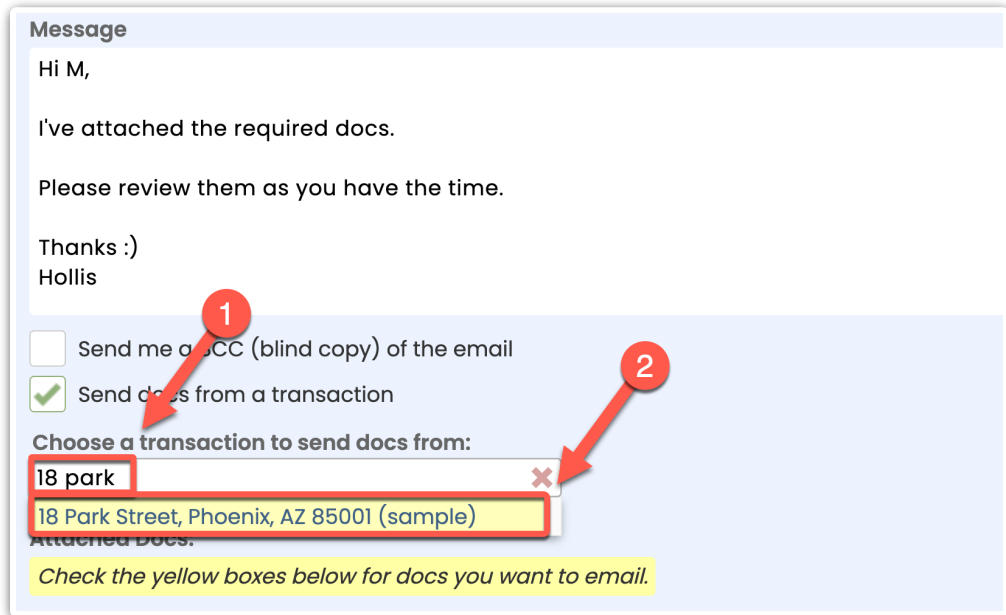 Message
Hi M,
I've attached the required docs.
Please review them as you have the time.
Thanks :)
Hollis
1
Send me a BCC (blind copy) of the email
2
Send docs from a transaction
Choose a transaction to send docs from:
18 park
18 Park Street, Phoenix, AZ 85001 (sample)
Attached Docs:
Check the yellow boxes below for docs you want to email.